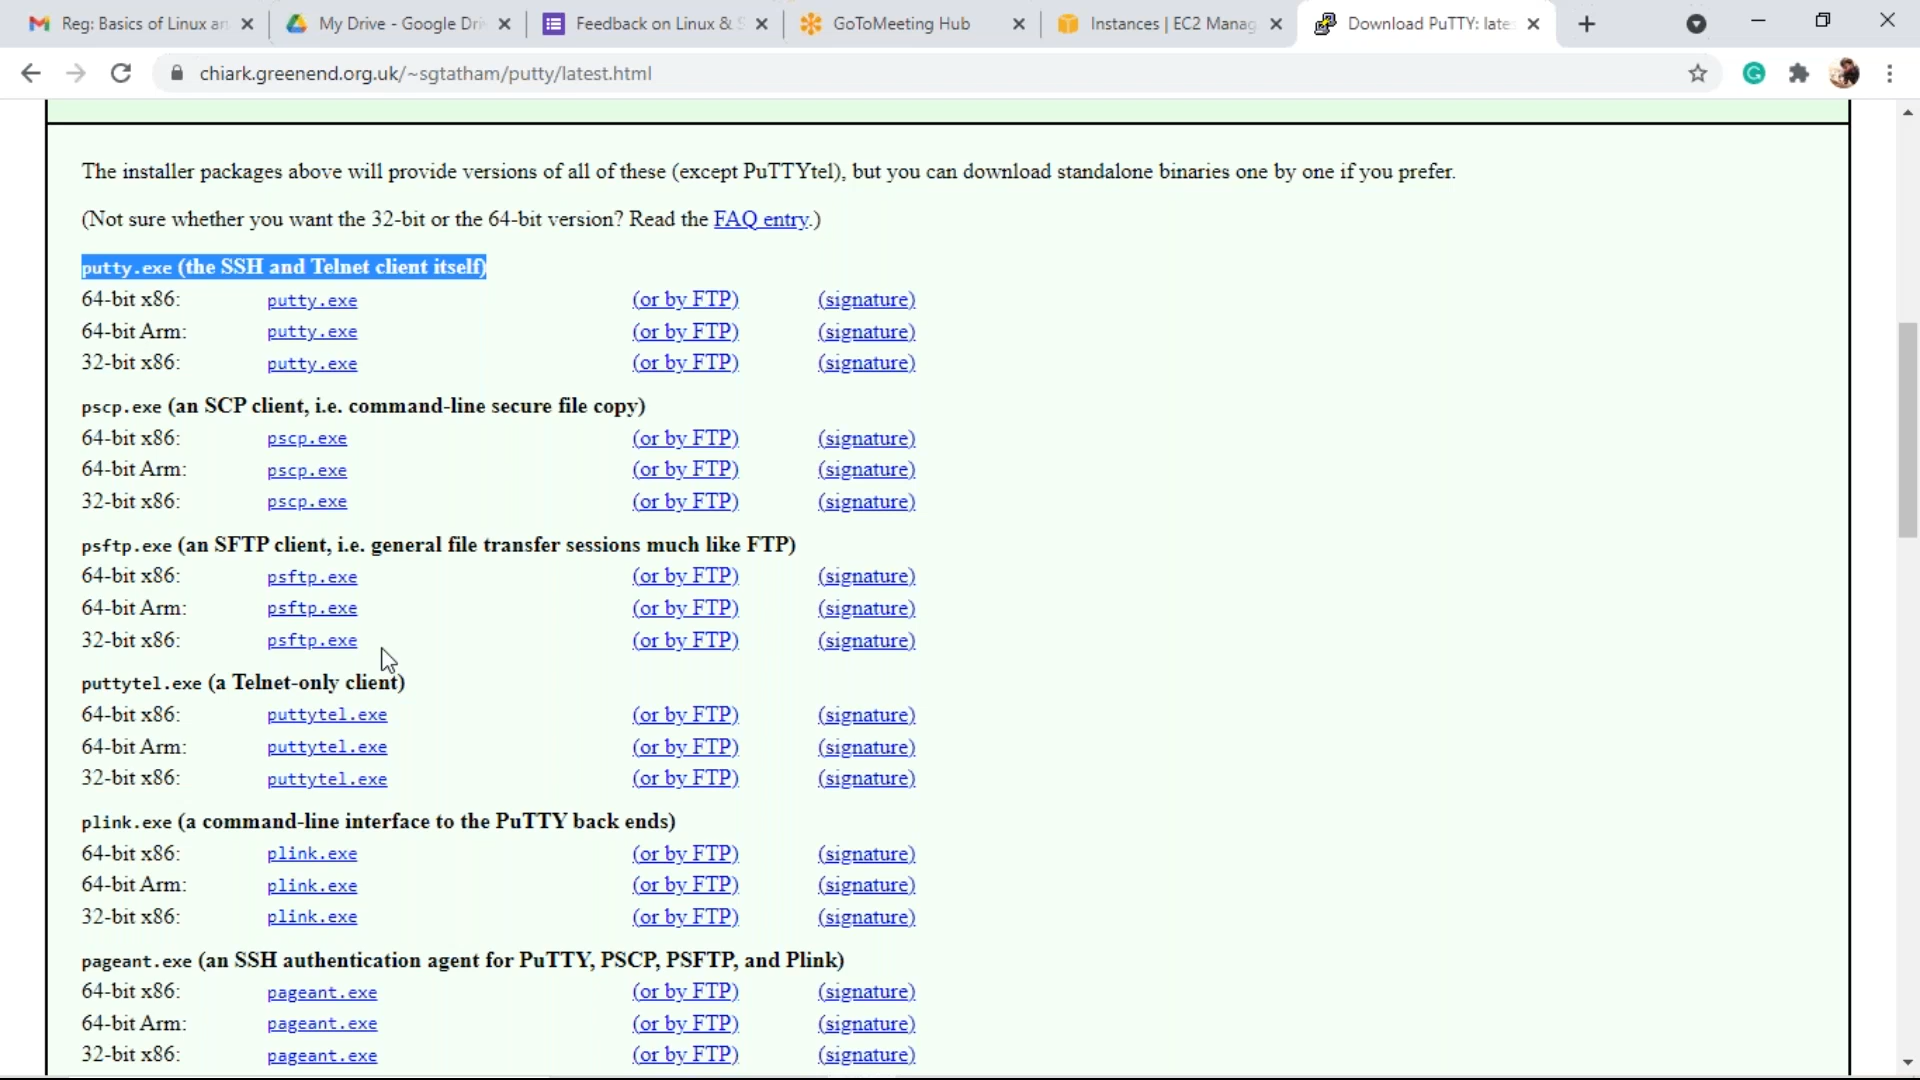 Reg: Basics of Linux an
My Drive - Google Dri
Feedback on Linux & S
GoToMeeting Hub
Instances | EC2 Manag
Download PuTTY: late
chiark.greenend.org.uk/~sgtatham/putty/latest.html
The installer packages above will provide versions of all of these (except PuTTYtel), but you can download standalone binaries one by one if you prefer.
(Not sure whether you want the 32-bit or the 64-bit version? Read the FAQ entry.)
putty.exe (the SSH and Telnet client itself)
64-bit x86: putty.exe (or by FTP) (signature)
64-bit Arm: putty.exe (or by FTP) (signature)
32-bit x86: putty.exe (or by FTP) (signature)
pscp.exe (an SCP client, i.e. command-line secure file copy)
64-bit x86: pscp.exe (or by FTP) (signature)
64-bit Arm: pscp.exe (or by FTP) (signature)
32-bit x86: pscp.exe (or by FTP) (signature)
psftp.exe (an SFTP client, i.e. general file transfer sessions much like FTP)
64-bit x86: psftp.exe (or by FTP) (signature)
64-bit Arm: psftp.exe (or by FTP) (signature)
32-bit x86: psftp.exe (or by FTP) (signature)
puttytel.exe (a Telnet-only client)
64-bit x86: puttytel.exe (or by FTP) (signature)
64-bit Arm: puttytel.exe (or by FTP) (signature)
32-bit x86: puttytel.exe (or by FTP) (signature)
plink.exe (a command-line interface to the PuTTY back ends)
64-bit x86: plink.exe (or by FTP) (signature)
64-bit Arm: plink.exe (or by FTP) (signature)
32-bit x86: plink.exe (or by FTP) (signature)
pageant.exe (an SSH authentication agent for PuTTY, PSCP, PSFTP, and Plink)
64-bit x86: pageant.exe (or by FTP) (signature)
64-bit Arm: pageant.exe (or by FTP) (signature)
32-bit x86: pageant.exe (or by FTP) (signature)